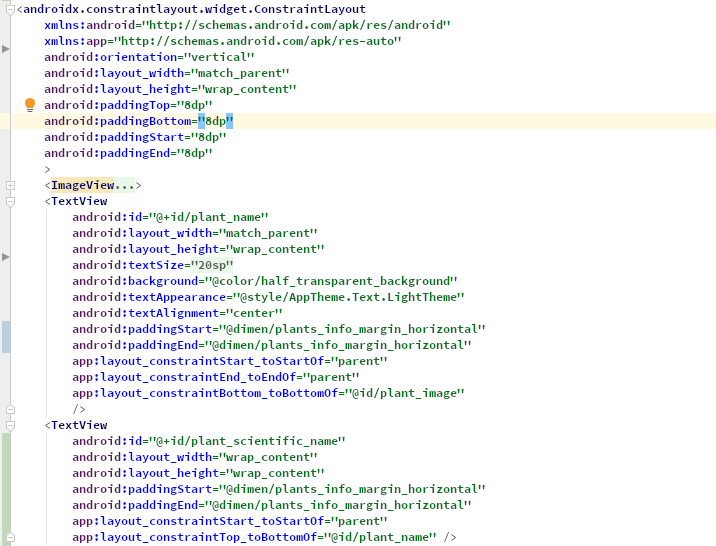 <androidx.constraintlayout.widget.ConstraintLayout
xmlns:android="http://schemas.android.com/apk/res/android"
xmlns:app="http://schemas.android.com/apk/res-auto"
android:orientation="vertical"
android:layout_width="match_parent"
android:layout_height="wrap_content"
android:paddingTop="8dp"
android:paddingBottom="8dp"
android:paddingStart="8dp"
android:paddingEnd="8dp"
>
<ImageView...>
<TextView
android:id="@+id/plant_name"
android:layout_width="match_parent"
android:layout_height="wrap_content"
android:textSize="20sp"
android:background="@color/half_transparent_background"
android:textAppearance="@style/AppTheme.Text.LightTheme"
android:textAlignment="center"
android:paddingStart="@dimen/plants_info_margin_horizontal"
android:paddingEnd="@dimen/plants_info_margin_horizontal"
app:layout_constraintStart_toStartOf="parent"
app:layout_constraintEnd_toEndOf="parent"
app:layout_constraintBottom_toBottomOf="@id/plant_image"
/>
<TextView
android:id="@+id/plant_scientific_name"
android:layout_width="wrap_content"
android:layout_height="wrap_content"
android:paddingStart="@dimen/plants_info_margin_horizontal"
android:paddingEnd="@dimen/plants_info_margin_horizontal"
app:layout_constraintStart_toStartOf="parent"
app:layout_constraintTop_toBottomOf="@id/plant_name" />